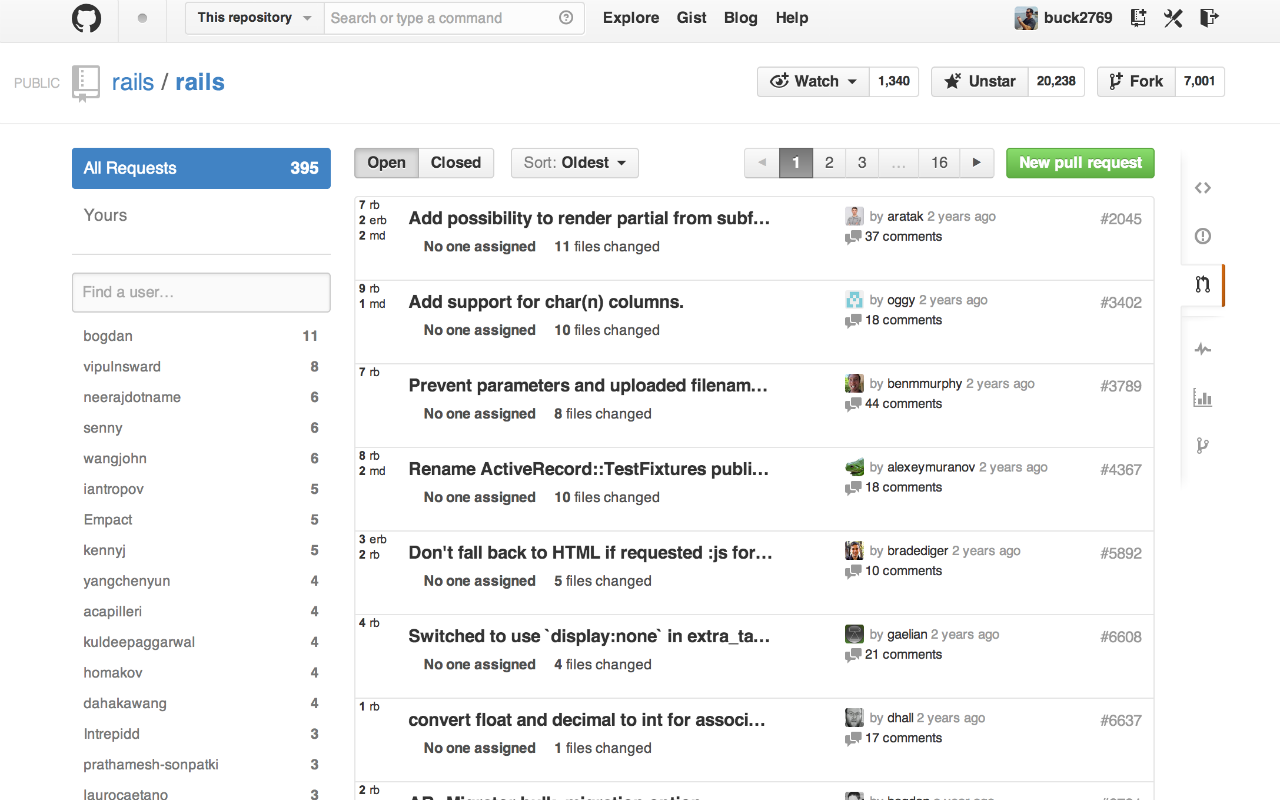 This repository Search or type a command Explore Gist Blog Help buck2769
PUBLIC rails / rails Watch 1,340 Unstar 20,238 Fork 7,001
All Requests 395
Yours
Find a user…
bogdan 11
vipulnsward 8
neerajdotname 6
senny 6
wangjohn 6
iantropov 5
Empact 5
kennyj 5
yangchenyun 4
acapilleri 4
kuldeepaggarwal 4
homakov 4
dahakawang 4
Intrepidd 3
prathamesh-sonpatki 3
laurocaetano 3
Open Closed Sort: Oldest 1 2 3 … 16 New pull request
7 rb
2 erb
2 md
Add possibility to render partial from subf…
No one assigned 11 files changed
by aratak 2 years ago
37 comments
#2045
9 rb
1 md
Add support for char(n) columns.
No one assigned 10 files changed
by oggy 2 years ago
18 comments
#3402
7 rb
Prevent parameters and uploaded filenam…
No one assigned 8 files changed
by benmmurphy 2 years ago
44 comments
#3789
8 rb
2 md
Rename ActiveRecord::TestFixtures publi…
No one assigned 10 files changed
by alexeymuranov 2 years ago
18 comments
#4367
3 erb
2 rb
Don't fall back to HTML if requested :js for…
No one assigned 5 files changed
by bradediger 2 years ago
10 comments
#5892
4 rb
Switched to use `display:none` in extra_ta…
No one assigned 4 files changed
by gaelian 2 years ago
21 comments
#6608
1 rb
convert float and decimal to int for associ…
No one assigned 1 files changed
by dhall 2 years ago
17 comments
#6637
2 rb